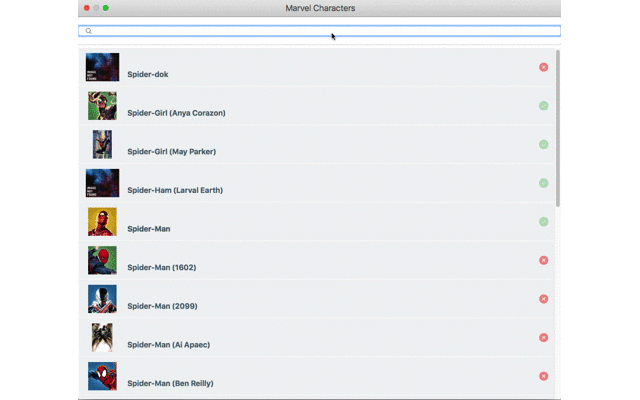 Marvel Characters
Spider-dok
Spider-Girl (Anya Corazon)
Spider-Girl (May Parker)
Spider-Ham (Larval Earth)
Spider-Man
Spider-Man (1602)
Spider-Man (2099)
Spider-Man (Ai Apaec)
Spider-Man (Ben Reilly)